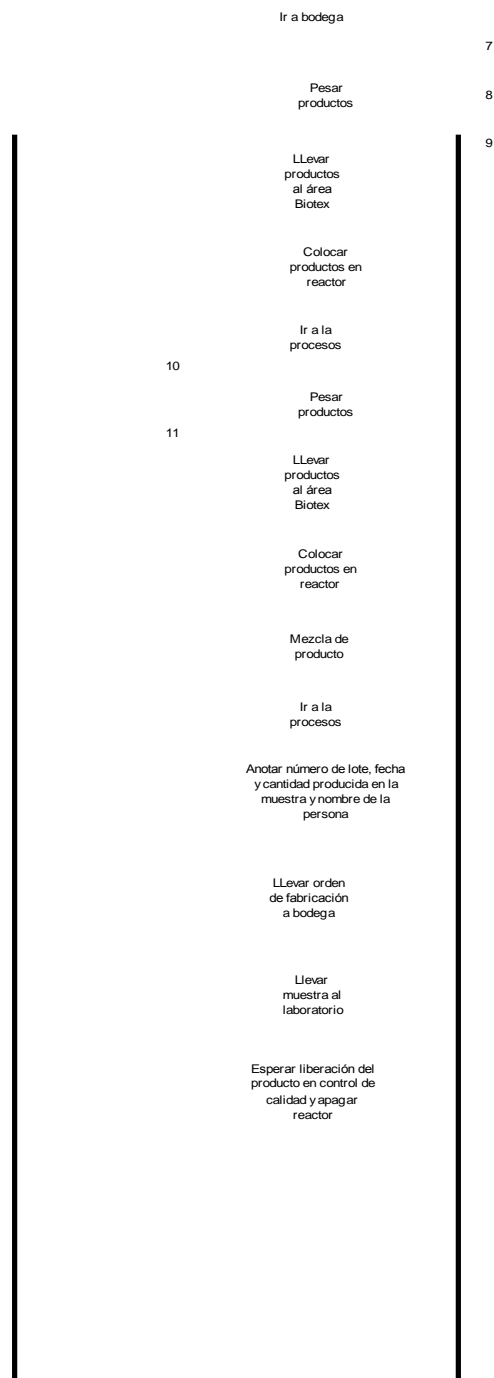 Ir a bodega
7
Pesar
productos
8
9
LLevar
productos
al área
Biotex
Colocar
productos en
reactor
Ir a la
procesos
10
Pesar
productos
11
LLevar
productos
al área
Biotex
Colocar
productos en
reactor
Mezcla de
producto
Ir a la
procesos
Anotar número de lote, fecha
y cantidad producida en la
muestra y nombre de la
persona
LLevar orden
de fabricación
a bodega
Llevar
muestra al
laboratorio
Esperar liberación del
producto en control de
calidad y apagar
reactor